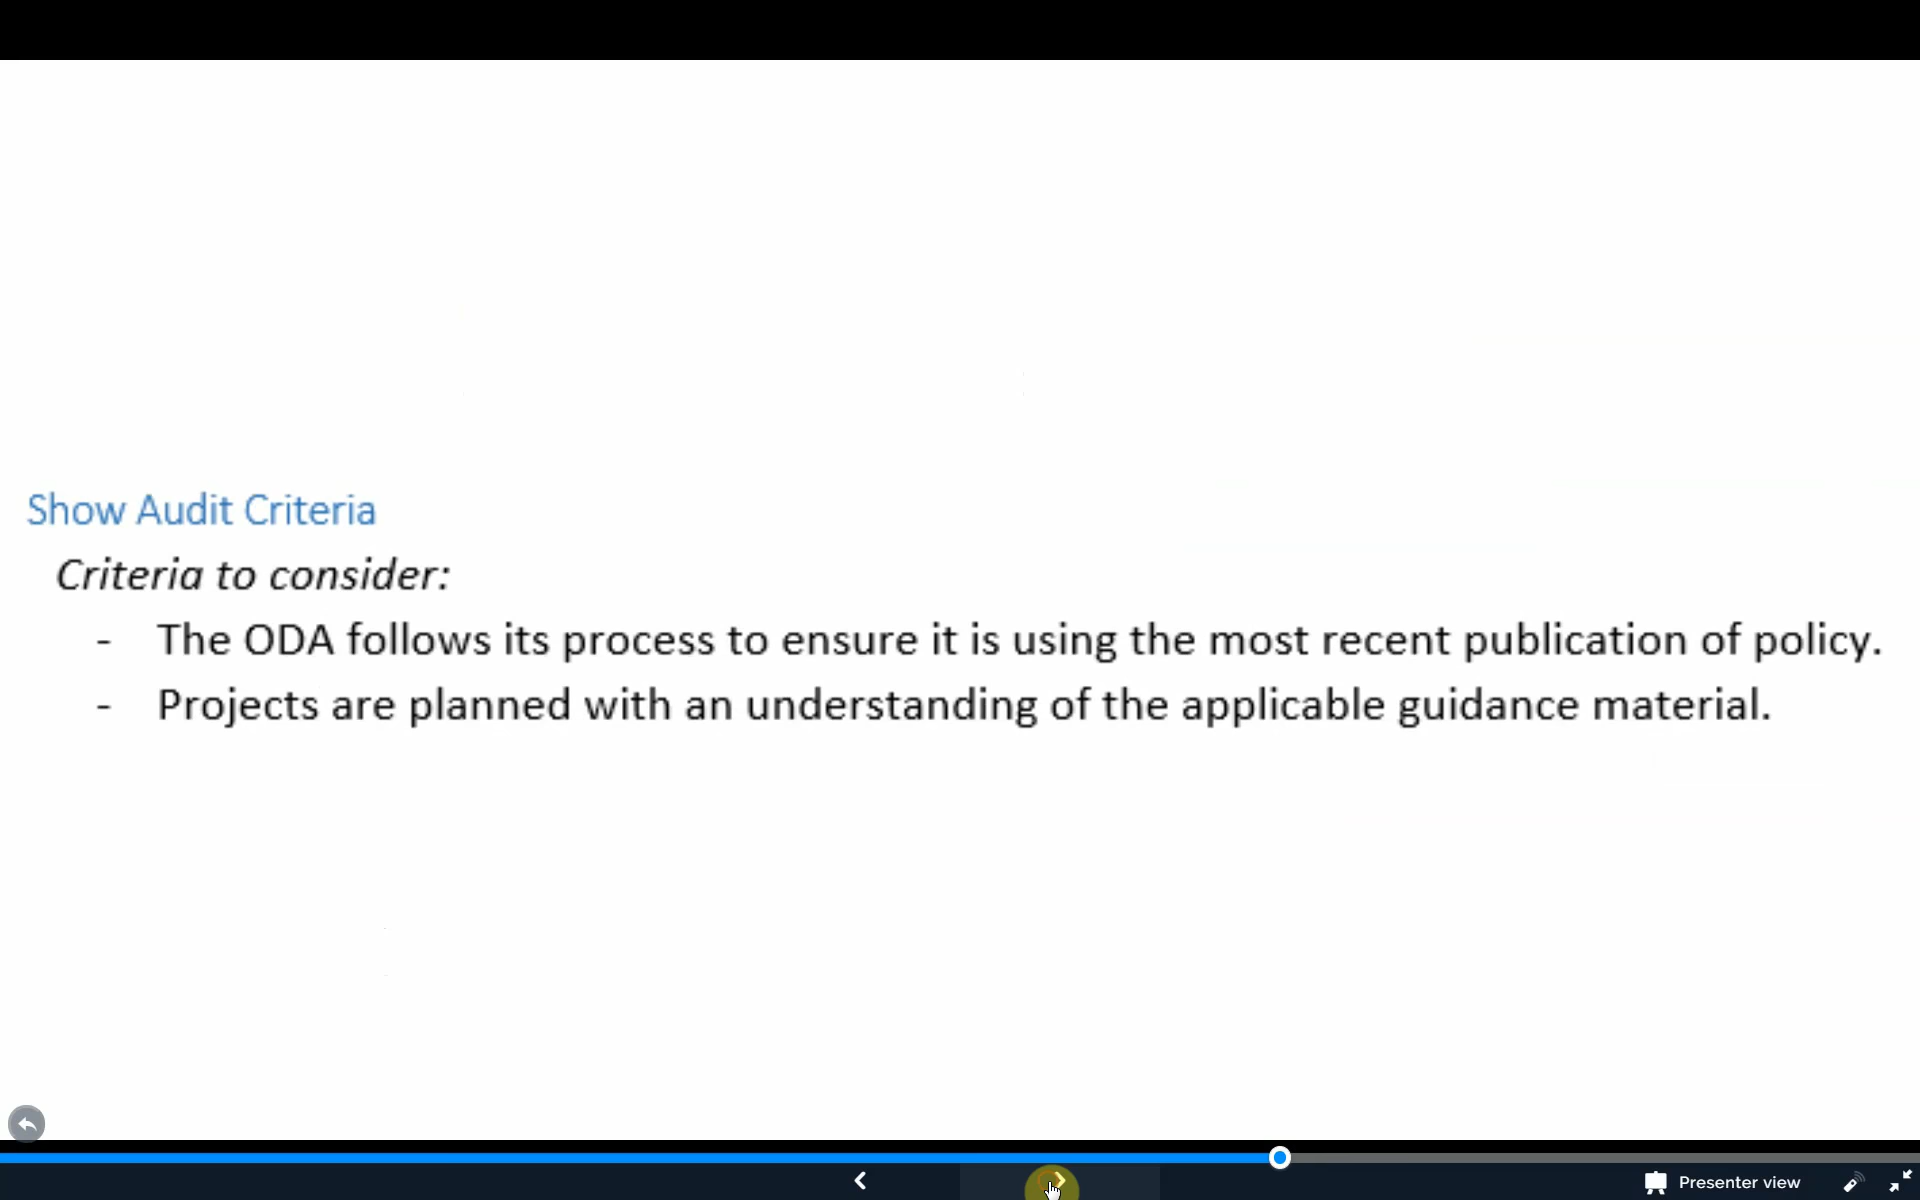 Show Audit Criteria
Criteria to consider:
- The ODA follows its process to ensure it is using the most recent publication of policy.
- Projects are planned with an understanding of the applicable guidance material.
Presenter view